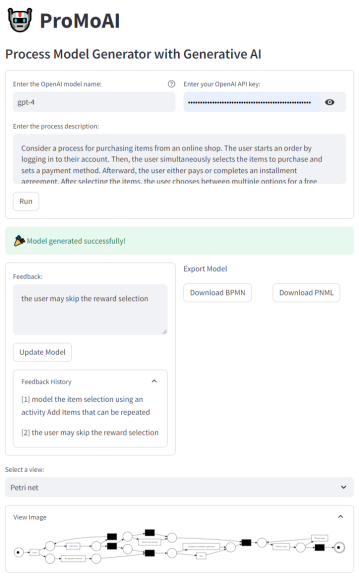 ProMoAI
Process Model Generator with Generative AI
Enter the OpenAI model name:
Enter your OpenAI API key:
gpt-4
••••••••••••••••••••••••••••••••••••••••••••••••••
Enter the process description:
Consider a process for purchasing items from an online shop. The user starts an order by
logging in to their account. Then, the user simultaneously selects the items to purchase and
sets a payment method. Afterward, the user either pays or completes an installment
agreement. After selecting the items, the user chooses between multiple options for a free
Run
Model generated successfully!
Feedback:
Export Model
the user may skip the reward selection
Download BPMN
Download PNML
Update Model
Feedback History
[1] model the item selection using an
activity Add Items that can be repeated
[2] the user may skip the reward selection
Select a view:
Petri net
View Image